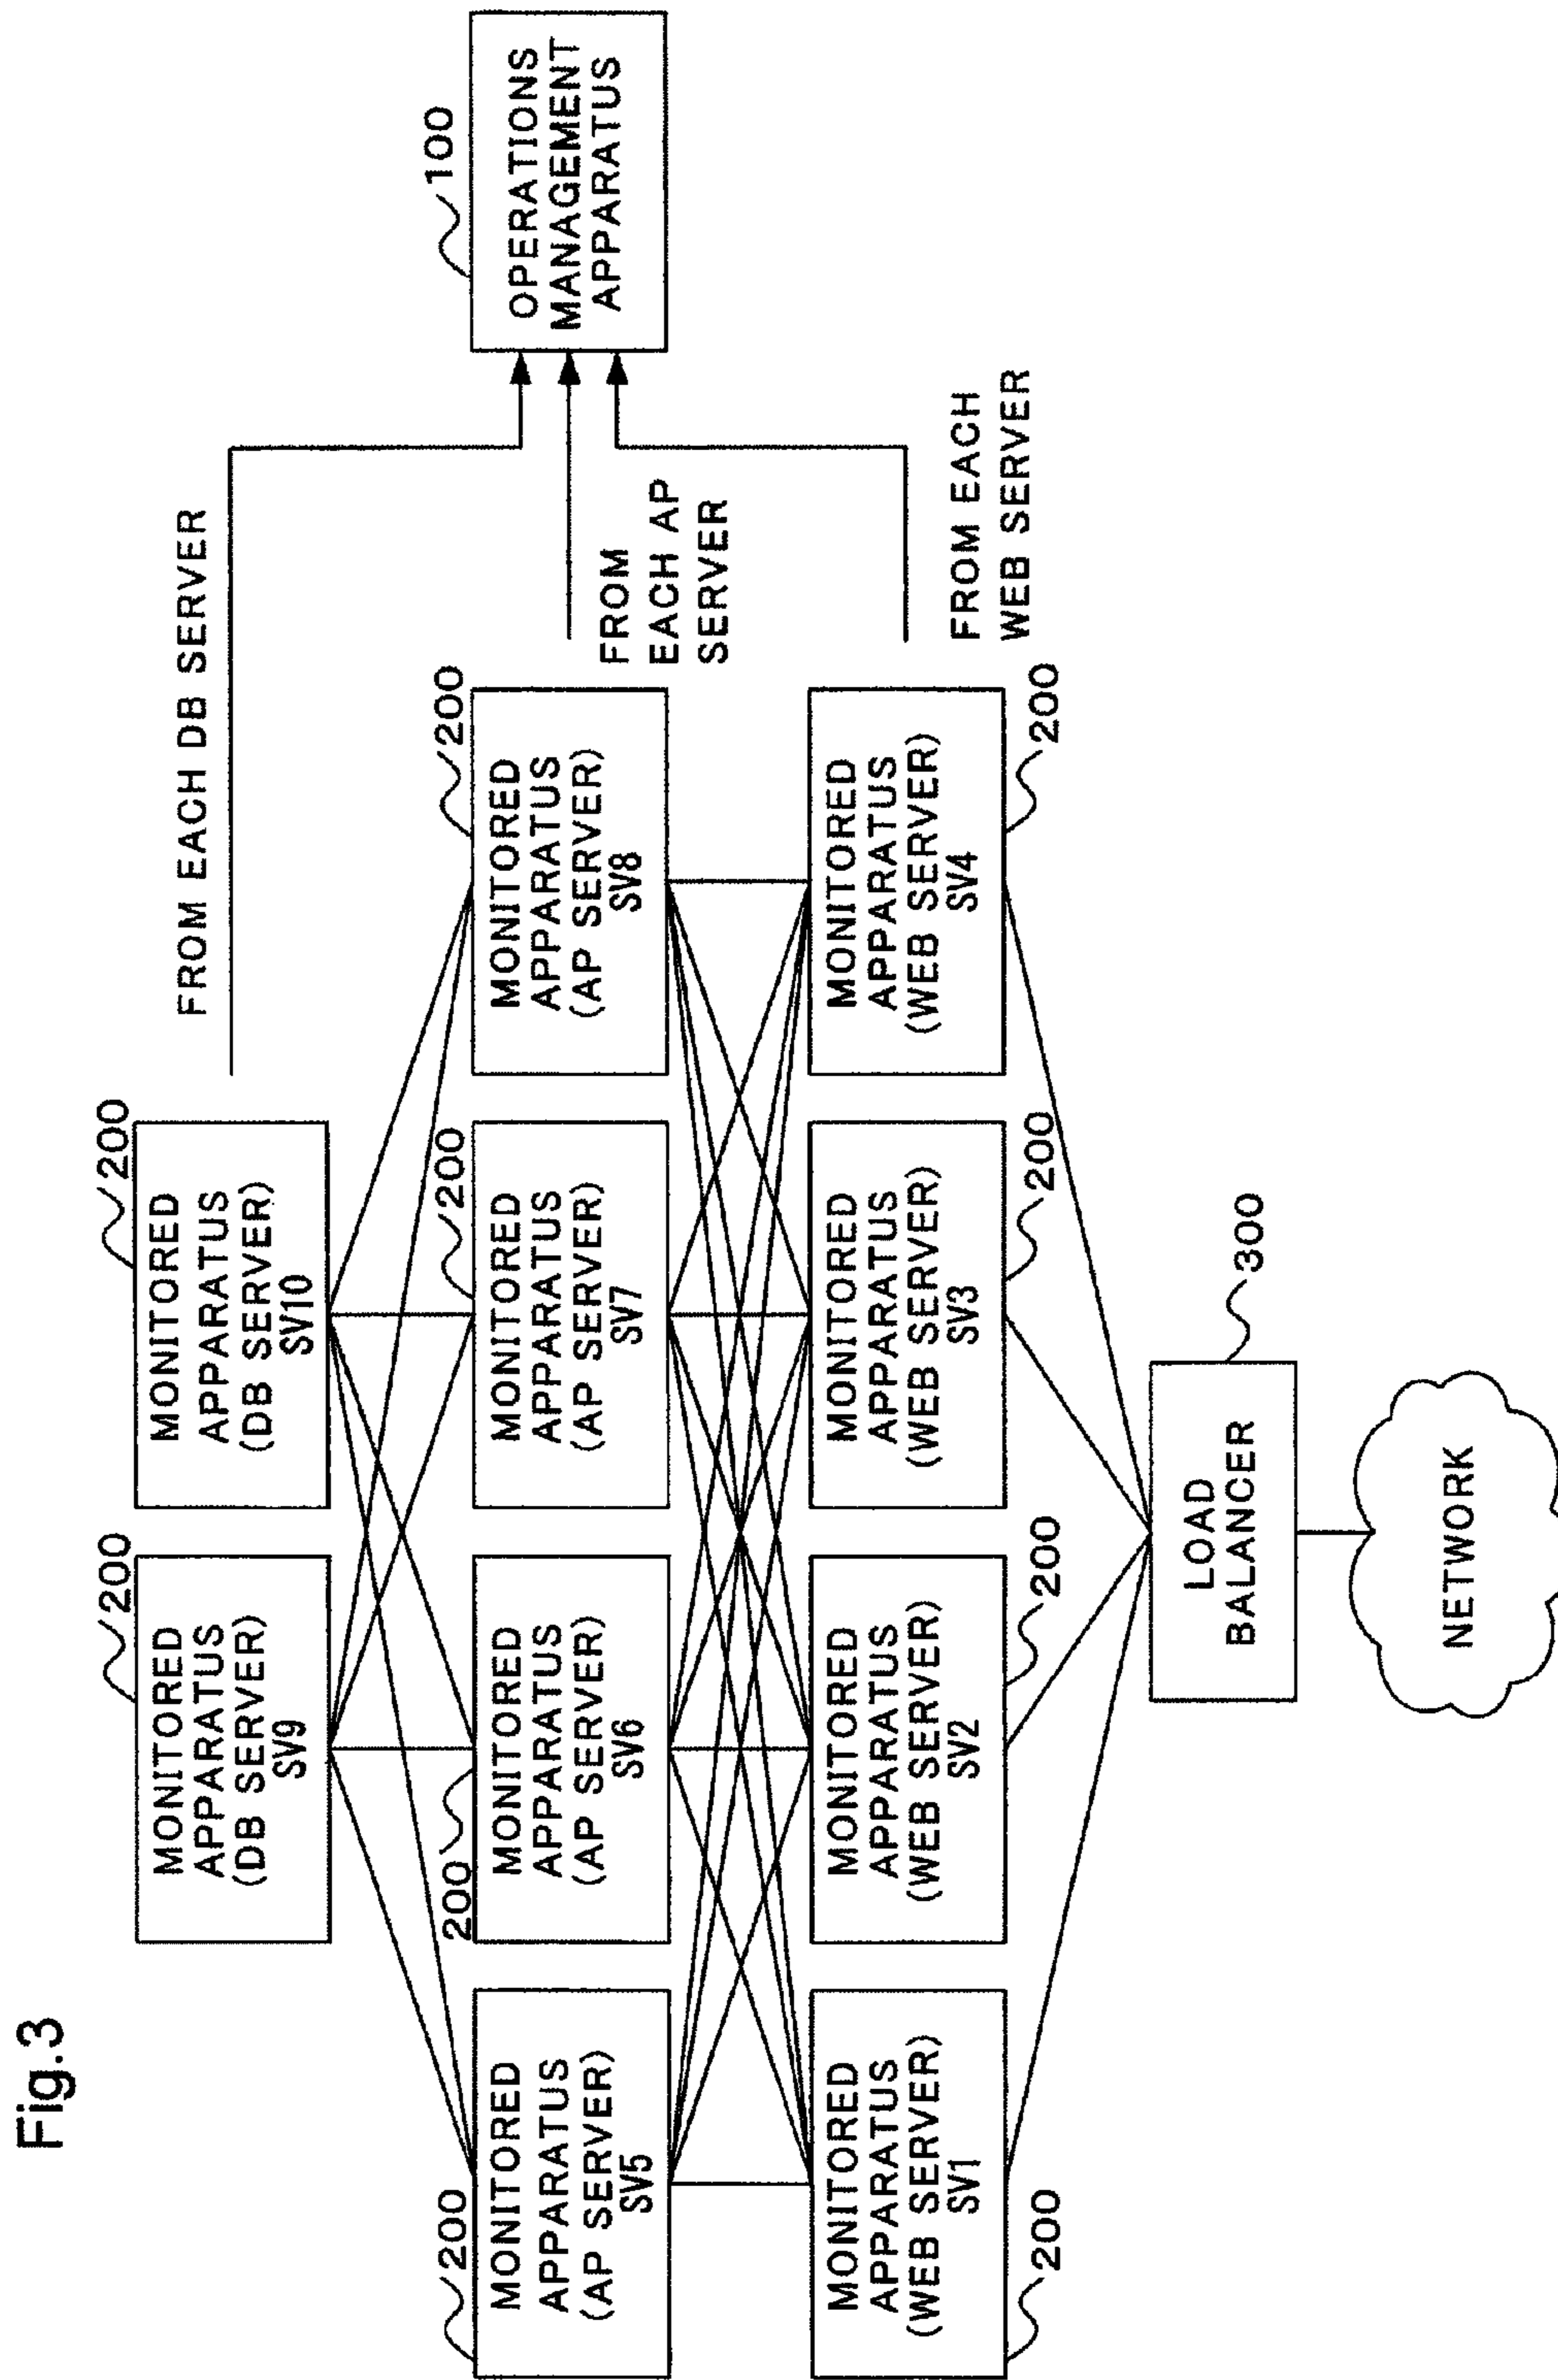 Fig.3
200
MONITORED
APPARATUS
(DB SERVER)
SV9
200
MONITORED
APPARATUS
(DB SERVER)
SV10
FROM EACH DB SERVER
200
MONITORED
APPARATUS
(AP SERVER)
SV5
200
MONITORED
APPARATUS
(AP SERVER)
SV6
200
MONITORED
APPARATUS
(AP SERVER)
SV7
200
MONITORED
APPARATUS
(AP SERVER)
SV8
FROM
EACH AP
SERVER
100
OPERATIONS
MANAGEMENT
APPARATUS
MONITORED
APPARATUS
(WEB SERVER)
SV1
200
MONITORED
APPARATUS
(WEB SERVER)
SV2
200
MONITORED
APPARATUS
(WEB SERVER)
SV3
200
MONITORED
APPARATUS
(WEB SERVER)
SV4
200
FROM EACH
WEB SERVER
300
LOAD
BALANCER
NETWORK